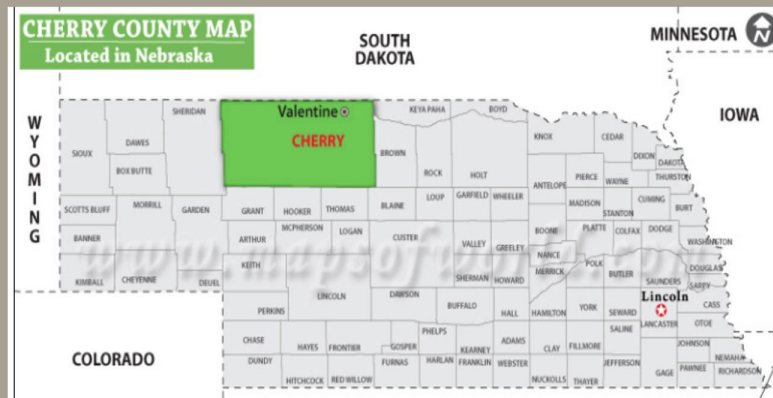 CHERRY COUNTY MAP
Located in Nebraska
SOUTH
DAKOTA
MINNESOTA
N
IOWA
WYOMING
COLORADO
Valentine
CHERRY
SHERIDAN
KEYA PAHA
BOYD
DAWES
SIOUX
BOX BUTTE
BROWN
ROCK
HOLT
KNOX
CEDAR
DIXON
DAKOTA
ANTELOPE
PIERCE
WAYNE
THURSTON
SCOTTS BLUFF
MORRILL
GARDEN
GRANT
HOOKER
THOMAS
BLAINE
LOUP
GARFIELD
WHEELER
MADISON
STANTON
CUMING
BURT
BANNER
ARTHUR
MCPHERSON
LOGAN
CUSTER
VALLEY
GREELEY
BOONE
NANCE
PLATTE
COLFAX
DODGE
WASHINGTON
www.mapsofworld.com
KIMBALL
CHEYENNE
DEUEL
KEITH
SHERMAN
HOWARD
MERRICK
POLK
BUTLER
SAUNDERS
DOUGLAS
SARPY
Lincoln
PERKINS
LINCOLN
DAWSON
BUFFALO
HALL
HAMILTON
YORK
SEWARD
LANCASTER
CASS
OTOE
CHASE
HAYES
FRONTIER
GOSPER
PHELPS
KEARNEY
ADAMS
CLAY
FILLMORE
SALINE
JOHNSON
NEMAHA
DUNDY
HITCHCOCK
RED WILLOW
FURNAS
HARLAN
FRANKLIN
WEBSTER
NUCKOLLS
THAYER
JEFFERSON
GAGE
PAWNEE
RICHARDSON